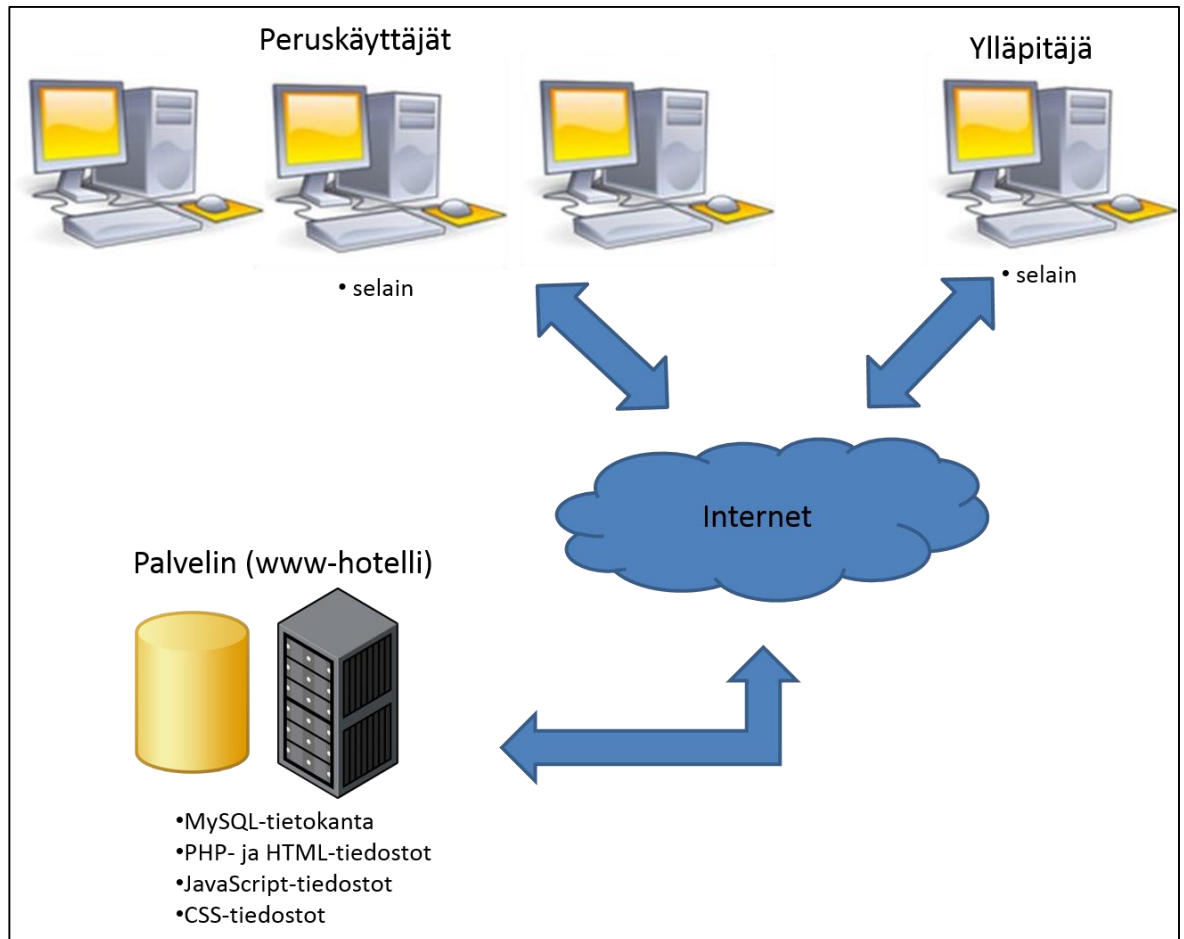 Peruskäyttäjät
Ylläpitäjä
• selain
• selain
Internet
Palvelin (www-hotelli)
•MySQL-tietokanta
•PHP- ja HTML-tiedostot
•JavaScript-tiedostot
•CSS-tiedostot